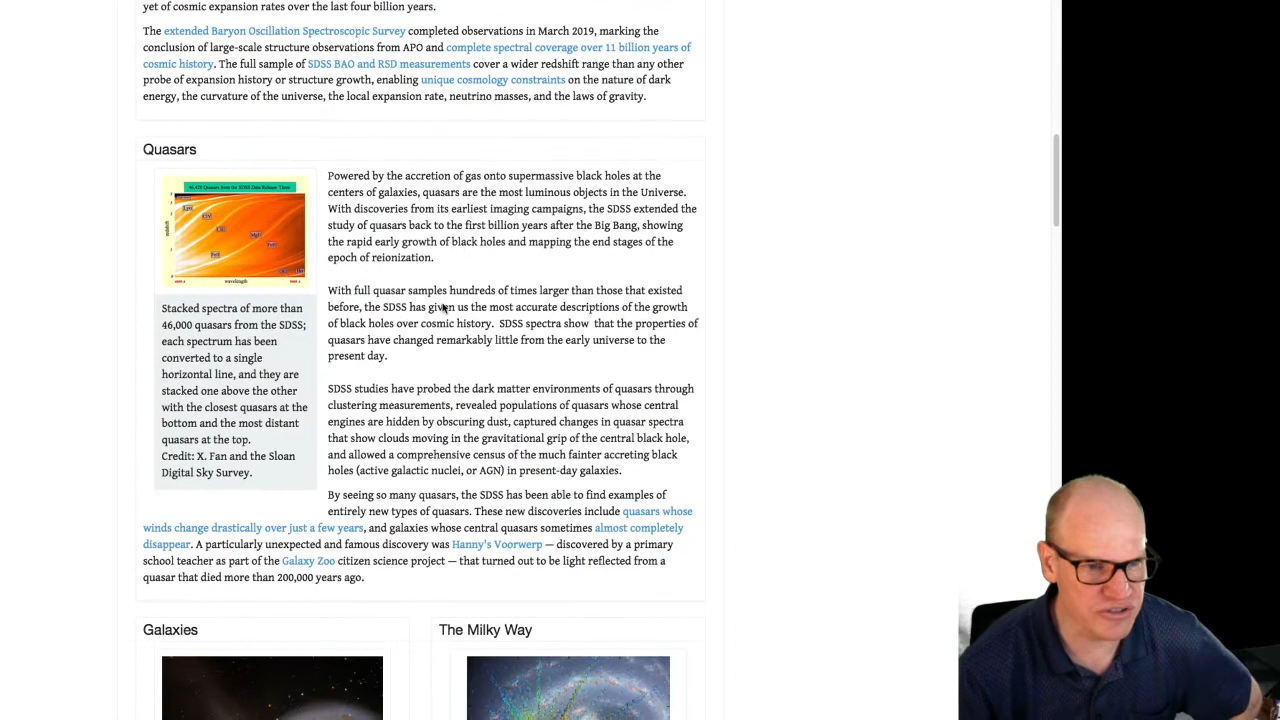 yet of cosmic expansion rates over the last four billion years.
The extended Baryon Oscillation Spectroscopic Survey completed observations in March 2019, marking the
conclusion of large-scale structure observations from APO and complete spectral coverage over 11 billion years of
cosmic history. The full sample of SDSS BAO and RSD measurements cover a wider redshift range than any other
probe of expansion history or structure growth, enabling unique cosmology constraints on the nature of dark
energy, the curvature of the universe, the local expansion rate, neutrino masses, and the laws of gravity.
Quasars
46,420 Quasars from the SDSS Data Release Three
redshift
wavelength
Stacked spectra of more than
46,000 quasars from the SDSS;
each spectrum has been
converted to a single
horizontal line, and they are
stacked one above the other
with the closest quasars at the
bottom and the most distant
quasars at the top.
Credit: X. Fan and the Sloan
Digital Sky Survey.
Powered by the accretion of gas onto supermassive black holes at the
centers of galaxies, quasars are the most luminous objects in the Universe.
With discoveries from its earliest imaging campaigns, the SDSS extended the
study of quasars back to the first billion years after the Big Bang, showing
the rapid early growth of black holes and mapping the end stages of the
epoch of reionization.
With full quasar samples hundreds of times larger than those that existed
before, the SDSS has given us the most accurate descriptions of the growth
of black holes over cosmic history. SDSS spectra show that the properties of
quasars have changed remarkably little from the early universe to the
present day.
SDSS studies have probed the dark matter environments of quasars through
clustering measurements, revealed populations of quasars whose central
engines are hidden by obscuring dust, captured changes in quasar spectra
that show clouds moving in the gravitational grip of the central black hole,
and allowed a comprehensive census of the much fainter accreting black
holes (active galactic nuclei, or AGN) in present-day galaxies.
By seeing so many quasars, the SDSS has been able to find examples of
entirely new types of quasars. These new discoveries include quasars whose
winds change drastically over just a few years, and galaxies whose central quasars sometimes almost completely
disappear. A particularly unexpected and famous discovery was Hanny's Voorwerp — discovered by a primary
school teacher as part of the Galaxy Zoo citizen science project — that turned out to be light reflected from a
quasar that died more than 200,000 years ago.
Galaxies
The Milky Way